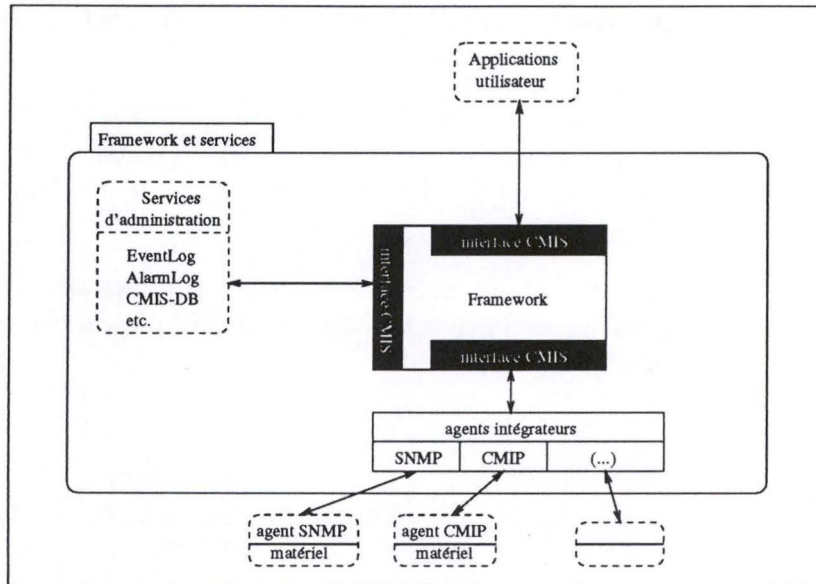 Applications
utilisateur
Framework et services
Services
d'administration
EventLog
AlarmLog
CMIS-DB
etc.
interface CMIS
interface CMIS
Framework
interface CMIS
agents intégrateurs
SNMP
CMIP
(...)
agent SNMP
matériel
agent CMIP
matériel